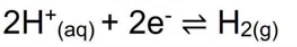 2H⁺(aq) + 2e⁻ ⇌ H₂(g)